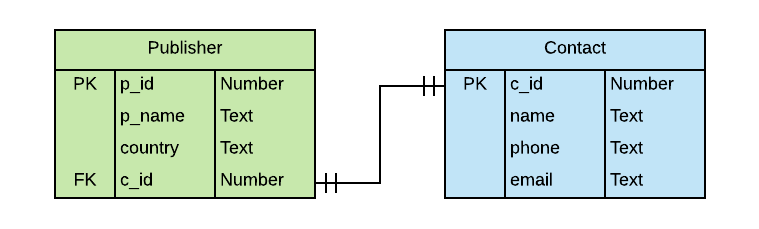 Publisher
PK p_id Number
p_name Text
country Text
FK c_id Number
Contact
PK c_id Number
name Text
phone Text
email Text